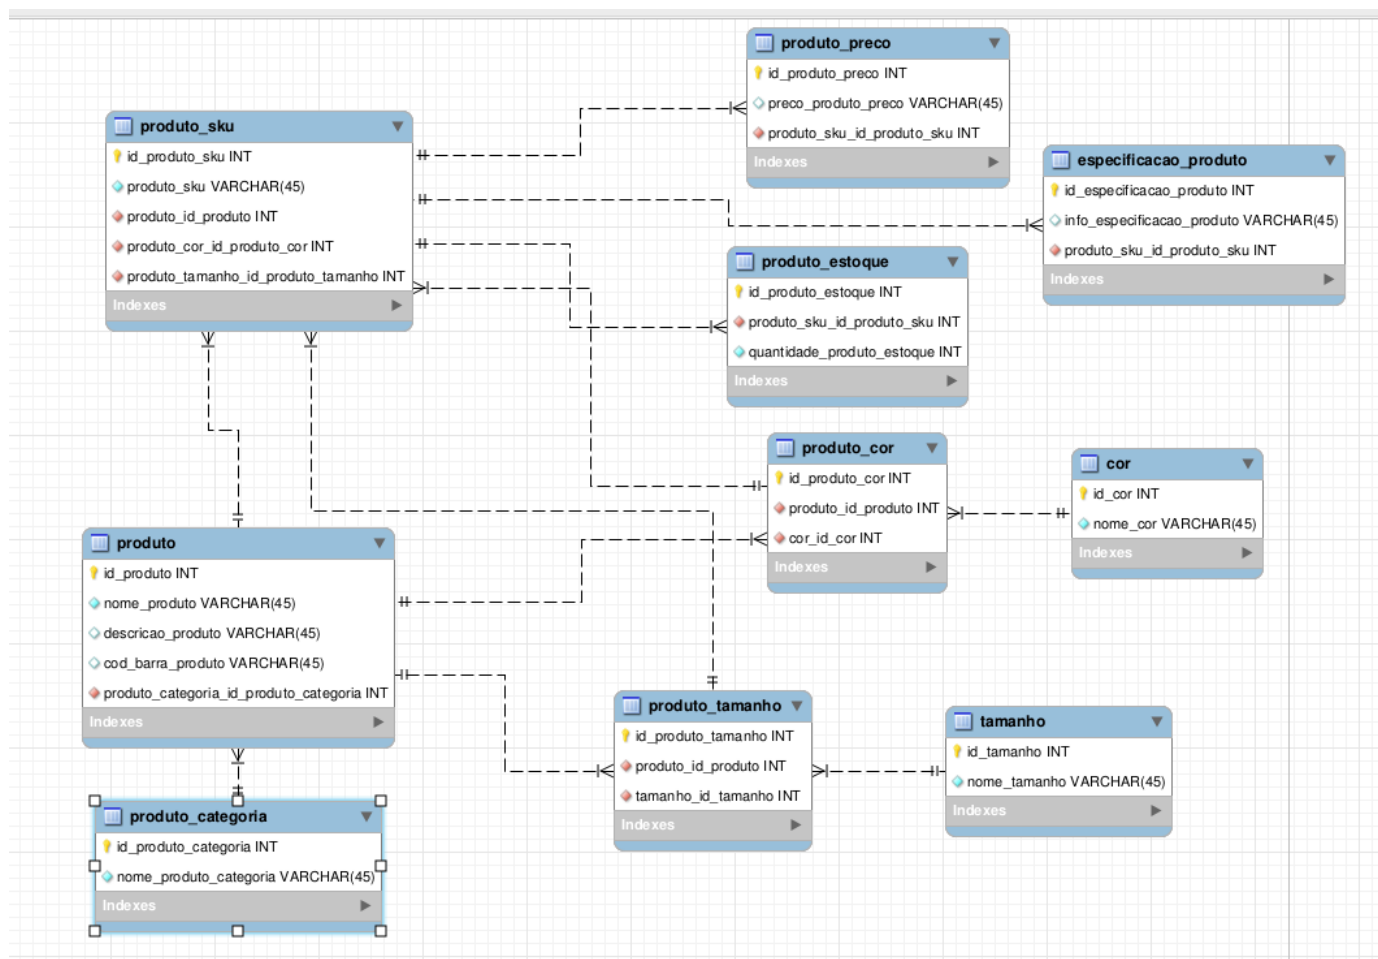 produto_preco
id_produto_preco INT
preco_produto_preco VARCHAR(45)
produto_sku_id_produto_sku INT
Indexes
produto_sku
id_produto_sku INT
produto_sku VARCHAR(45)
produto_id_produto INT
produto_cor_id_produto_cor INT
produto_tamanho_id_produto_tamanho INT
Indexes
especificacao_produto
id_especificacao_produto INT
info_especificacao_produto VARCHAR(45)
produto_sku_id_produto_sku INT
Indexes
produto_estoque
id_produto_estoque INT
produto_sku_id_produto_sku INT
quantidade_produto_estoque INT
Indexes
produto_cor
id_produto_cor INT
produto_id_produto INT
cor_id_cor INT
Indexes
cor
id_cor INT
nome_cor VARCHAR(45)
Indexes
produto
id_produto INT
nome_produto VARCHAR(45)
descricao_produto VARCHAR(45)
cod_barra_produto VARCHAR(45)
produto_categoria_id_produto_categoria INT
Indexes
produto_tamanho
id_produto_tamanho INT
produto_id_produto INT
tamanho_id_tamanho INT
Indexes
tamanho
id_tamanho INT
nome_tamanho VARCHAR(45)
Indexes
produto_categoria
id_produto_categoria INT
nome_produto_categoria VARCHAR(45)
Indexes